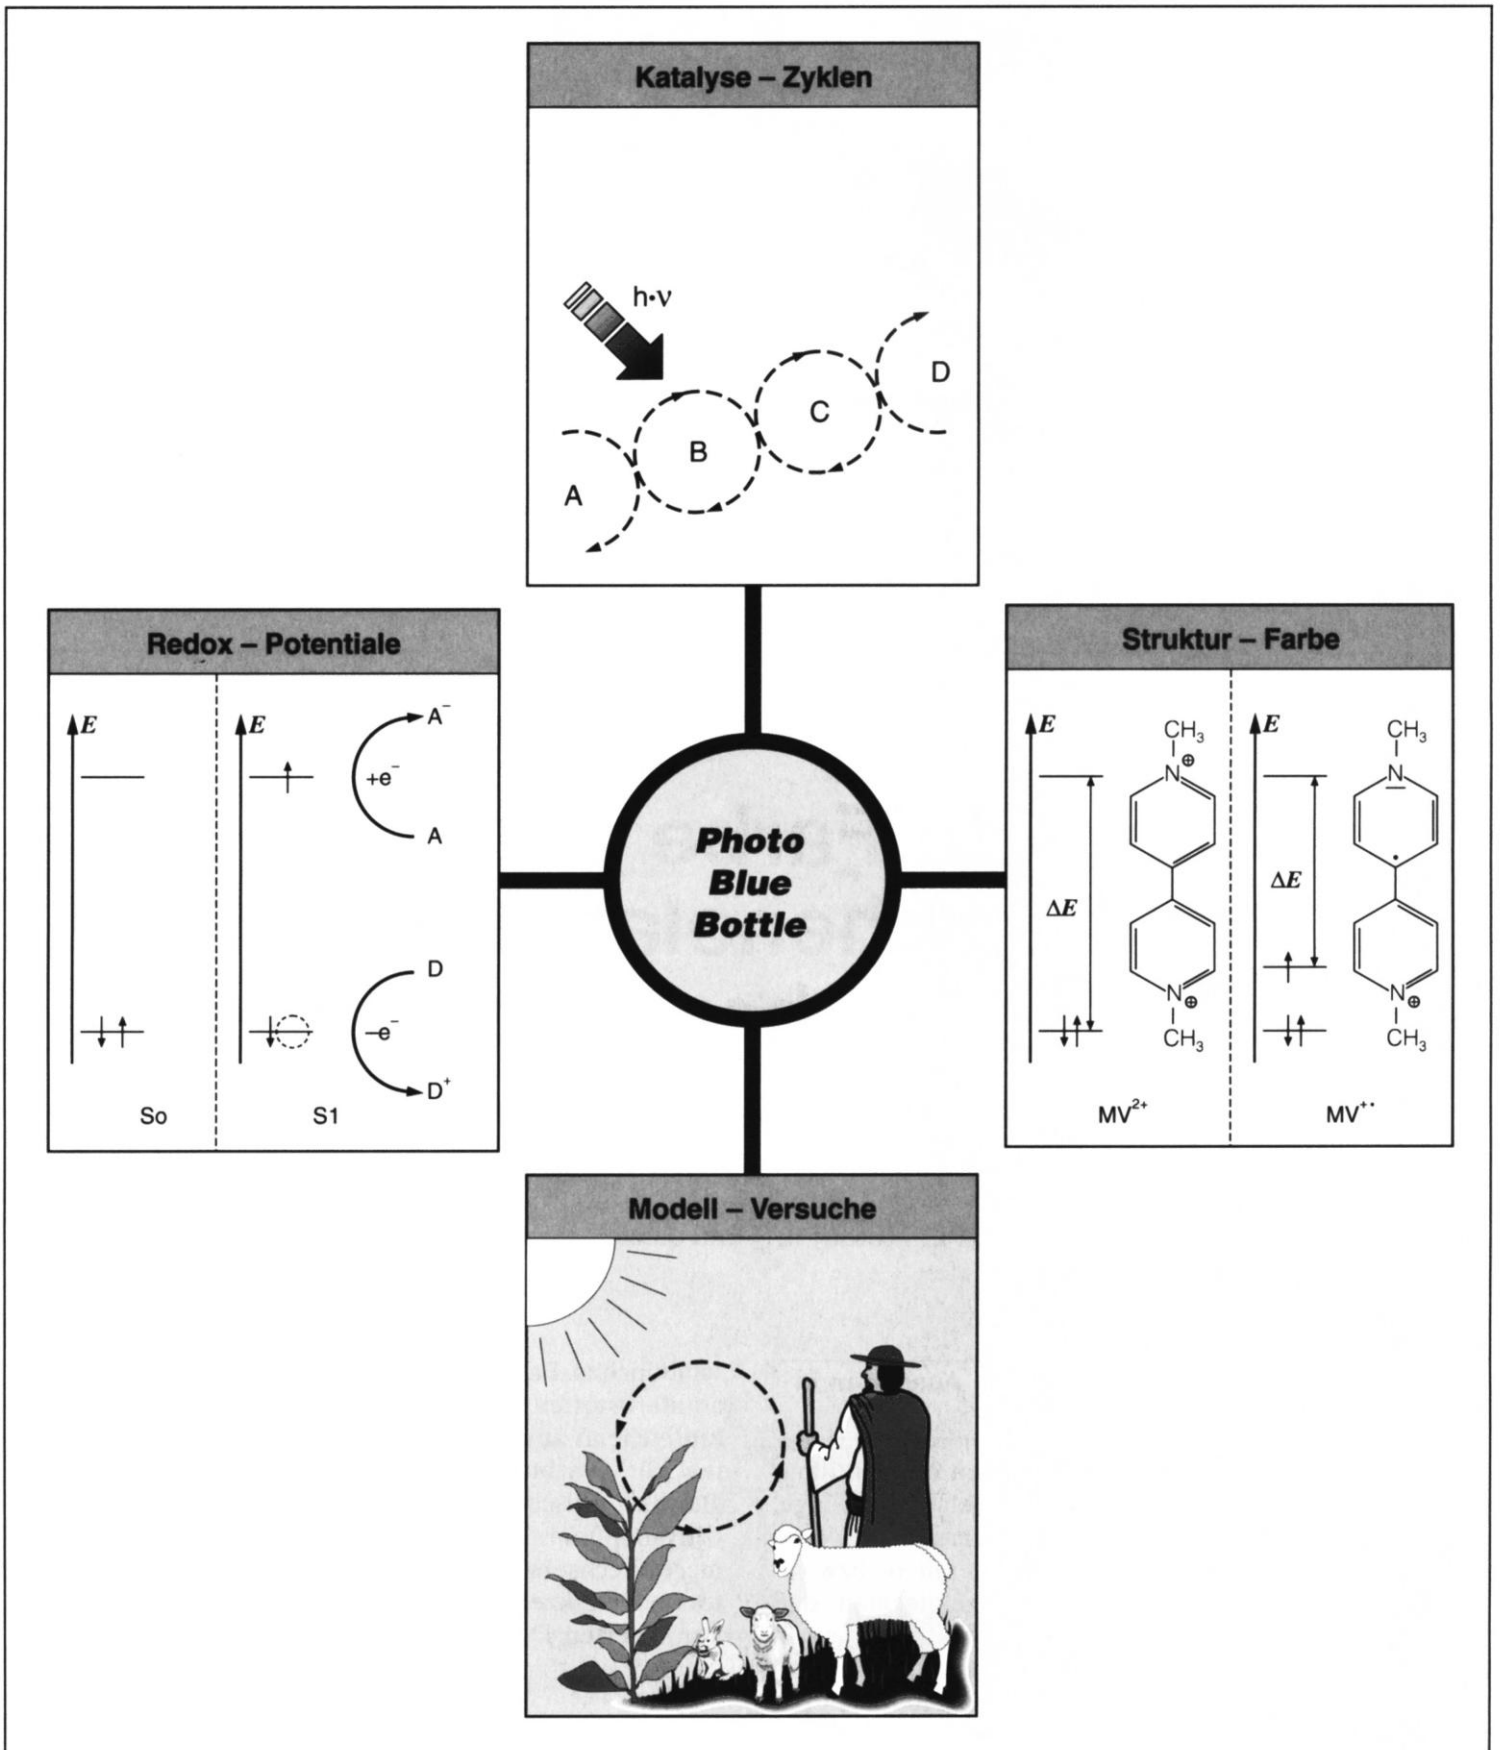 Katalyse – Zyklen
h·ν
D
C
B
A
Redox – Potentiale
E
E
A⁻
+e⁻
A
D
–e⁻
D⁺
So
S1
Photo
Blue
Bottle
Struktur – Farbe
E
CH₃
N⊕
ΔE
N⊕
CH₃
MV²⁺
E
CH₃
N
ΔE
N⊕
CH₃
MV⁺·
Modell – Versuche